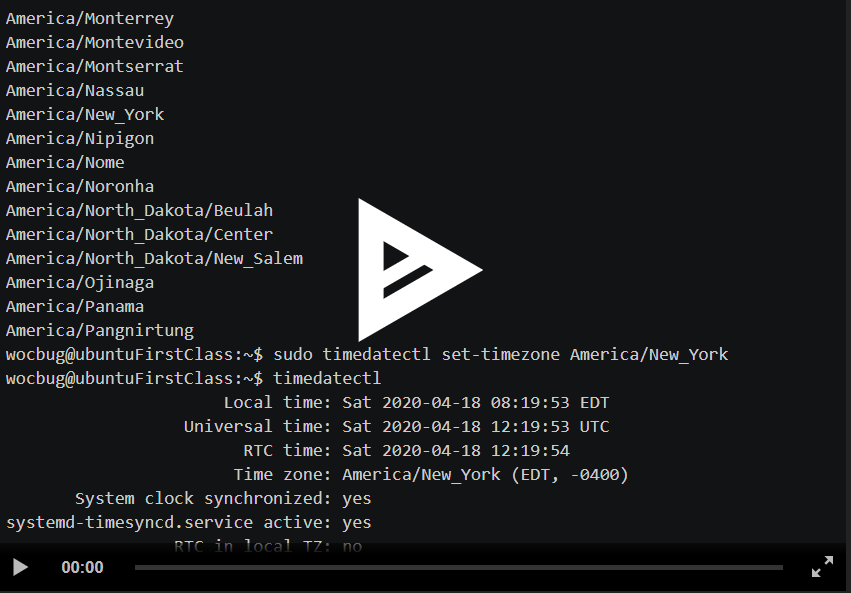 America/Monterrey
America/Montevideo
America/Montserrat
America/Nassau
America/New_York
America/Nipigon
America/Nome
America/Noronha
America/North_Dakota/Beulah
America/North_Dakota/Center
America/North_Dakota/New_Salem
America/Ojinaga
America/Panama
America/Pangnirtung
wocbug@ubuntuFirstClass:~$ sudo timedatectl set-timezone America/New_York
wocbug@ubuntuFirstClass:~$ timedatectl
Local time: Sat 2020-04-18 08:19:53 EDT
Universal time: Sat 2020-04-18 12:19:53 UTC
RTC time: Sat 2020-04-18 12:19:54
Time zone: America/New_York (EDT, -0400)
System clock synchronized: yes
systemd-timesyncd.service active: yes
RTC in local TZ: no
00:00